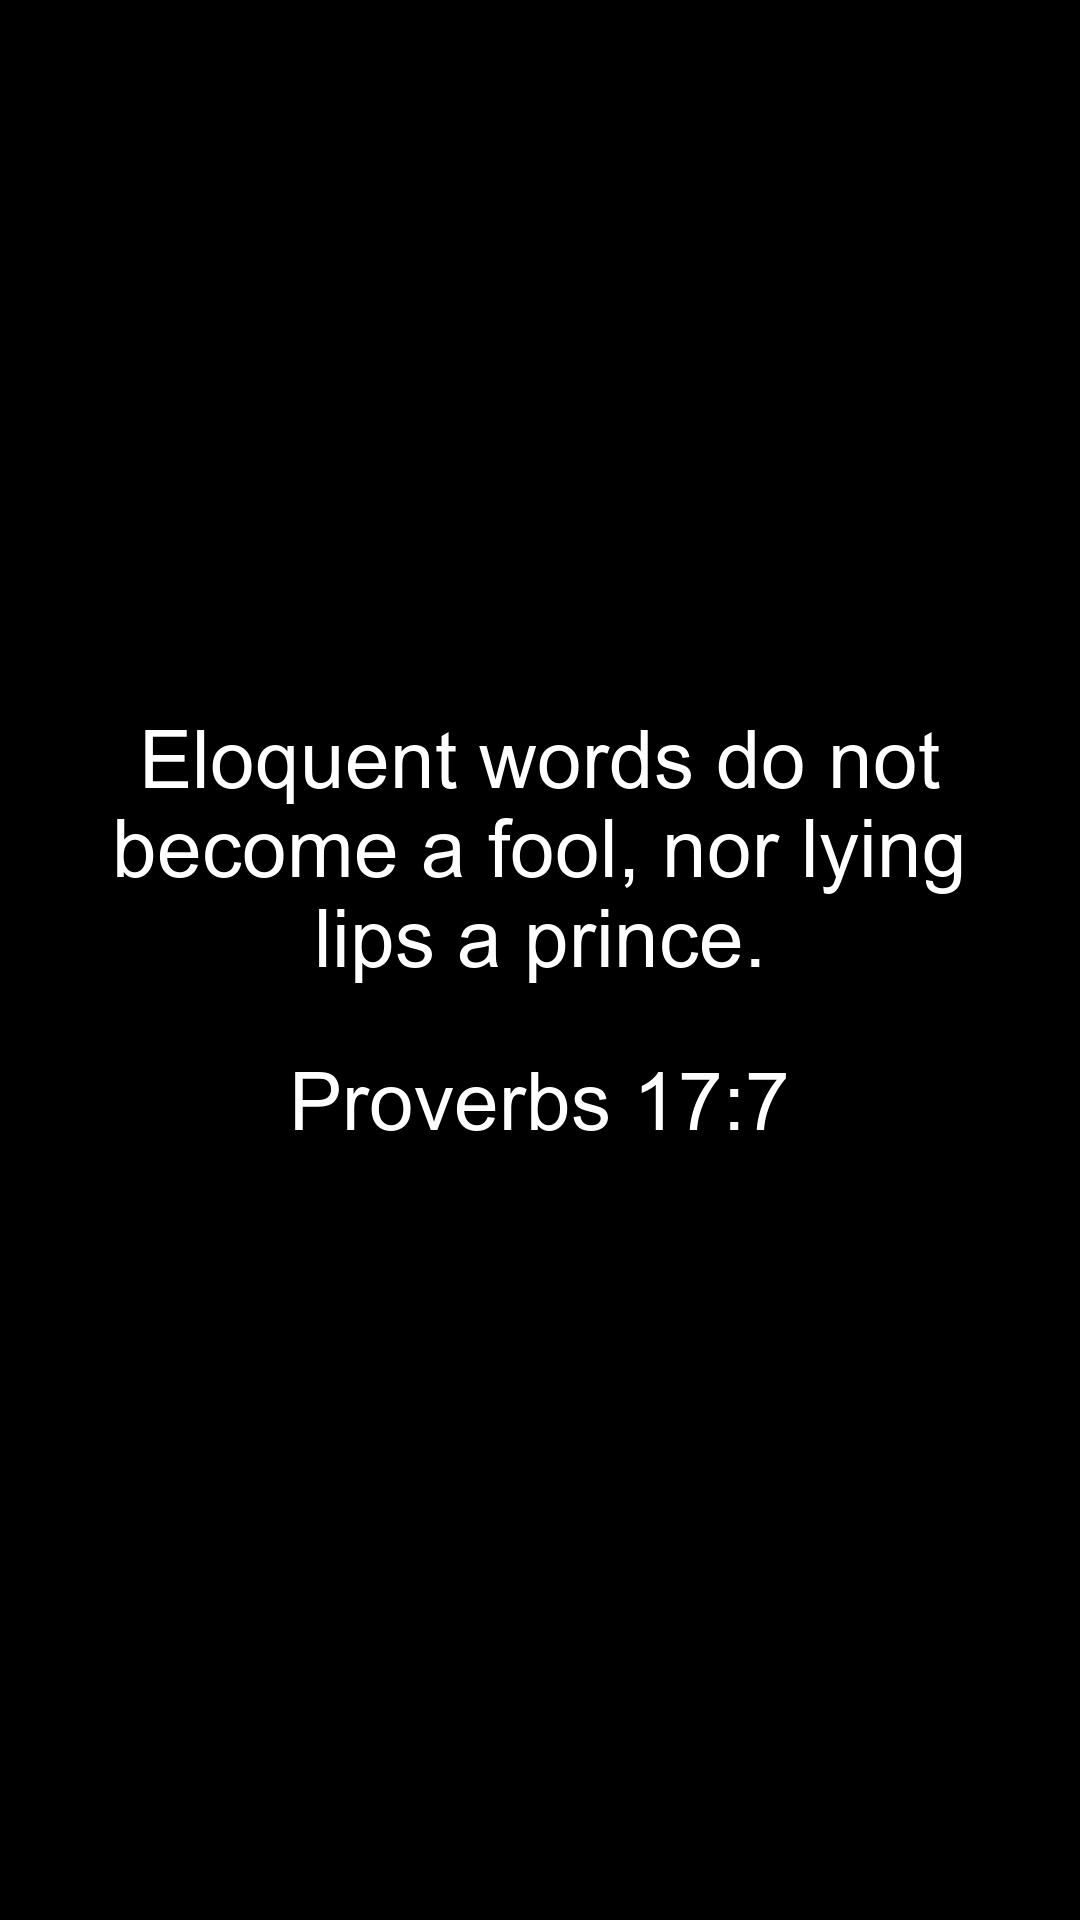 Eloquent words do not
become a fool, nor lying
lips a prince.
Proverbs 17:7